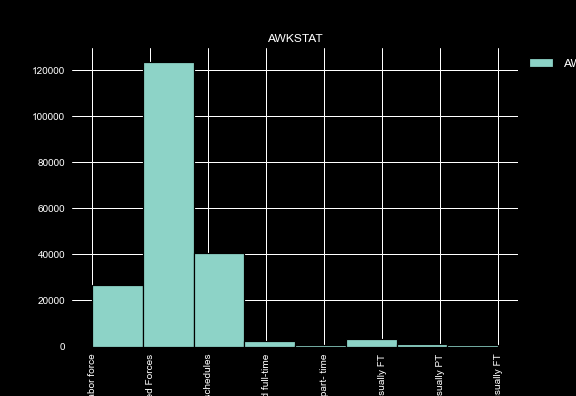 AWKSTAT
AW
120000
100000
80000
60000
40000
20000
0
abor force
ed Forces
chedules
d full-time
part- time
sually FT
sually PT
sually FT